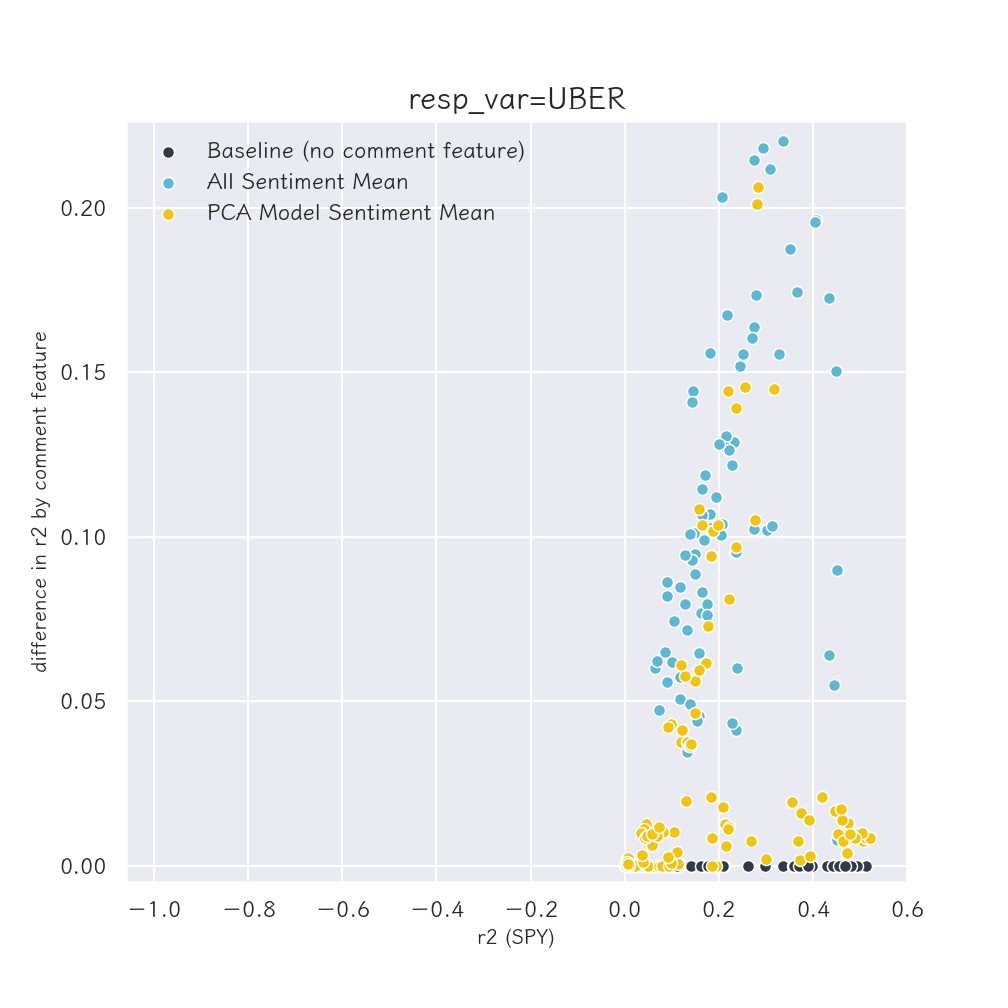 resp_var=UBER
Baseline (no comment feature)
All Sentiment Mean
PCA Model Sentiment Mean
0.20
0.15
0.10
0.05
0.00
difference in r2 by comment feature
−1.0 −0.8 −0.6 −0.4 −0.2 0.0 0.2 0.4 0.6
r2 (SPY)